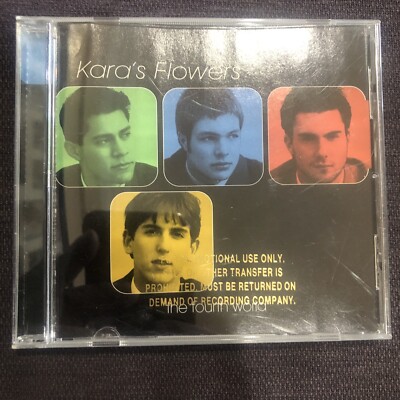 Kara's Flowers
OTIONAL USE ONLY.
HER TRANSFER IS
PROHIBITED. MUST BE RETURNED ON
DEMAND OF RECORDING COMPANY.
the fourth world